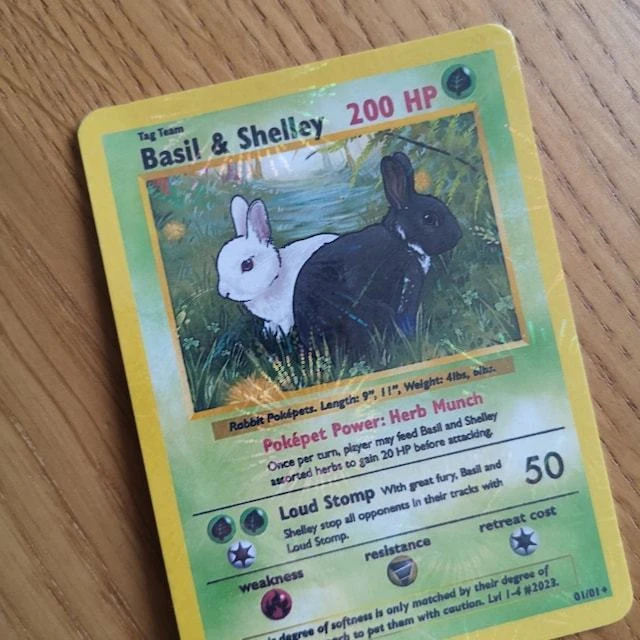 Tag Team
Basil & Shelley 200 HP
Rabbit Poképets. Length: 9", 11", Weight: 4lbs, 6lbs.
Poképet Power: Herb Munch
Once per turn, player may feed Basil and Shelley
assorted herbs to gain 20 HP before attacking.
Loud Stomp With great fury, Basil and
Shelley stop all opponents in their tracks with
Loud Stomp.
50
weakness
resistance
retreat cost
degree of softness is only matched by their degree of
to pet them with caution. Lvl 1-4 #2023.
01/01